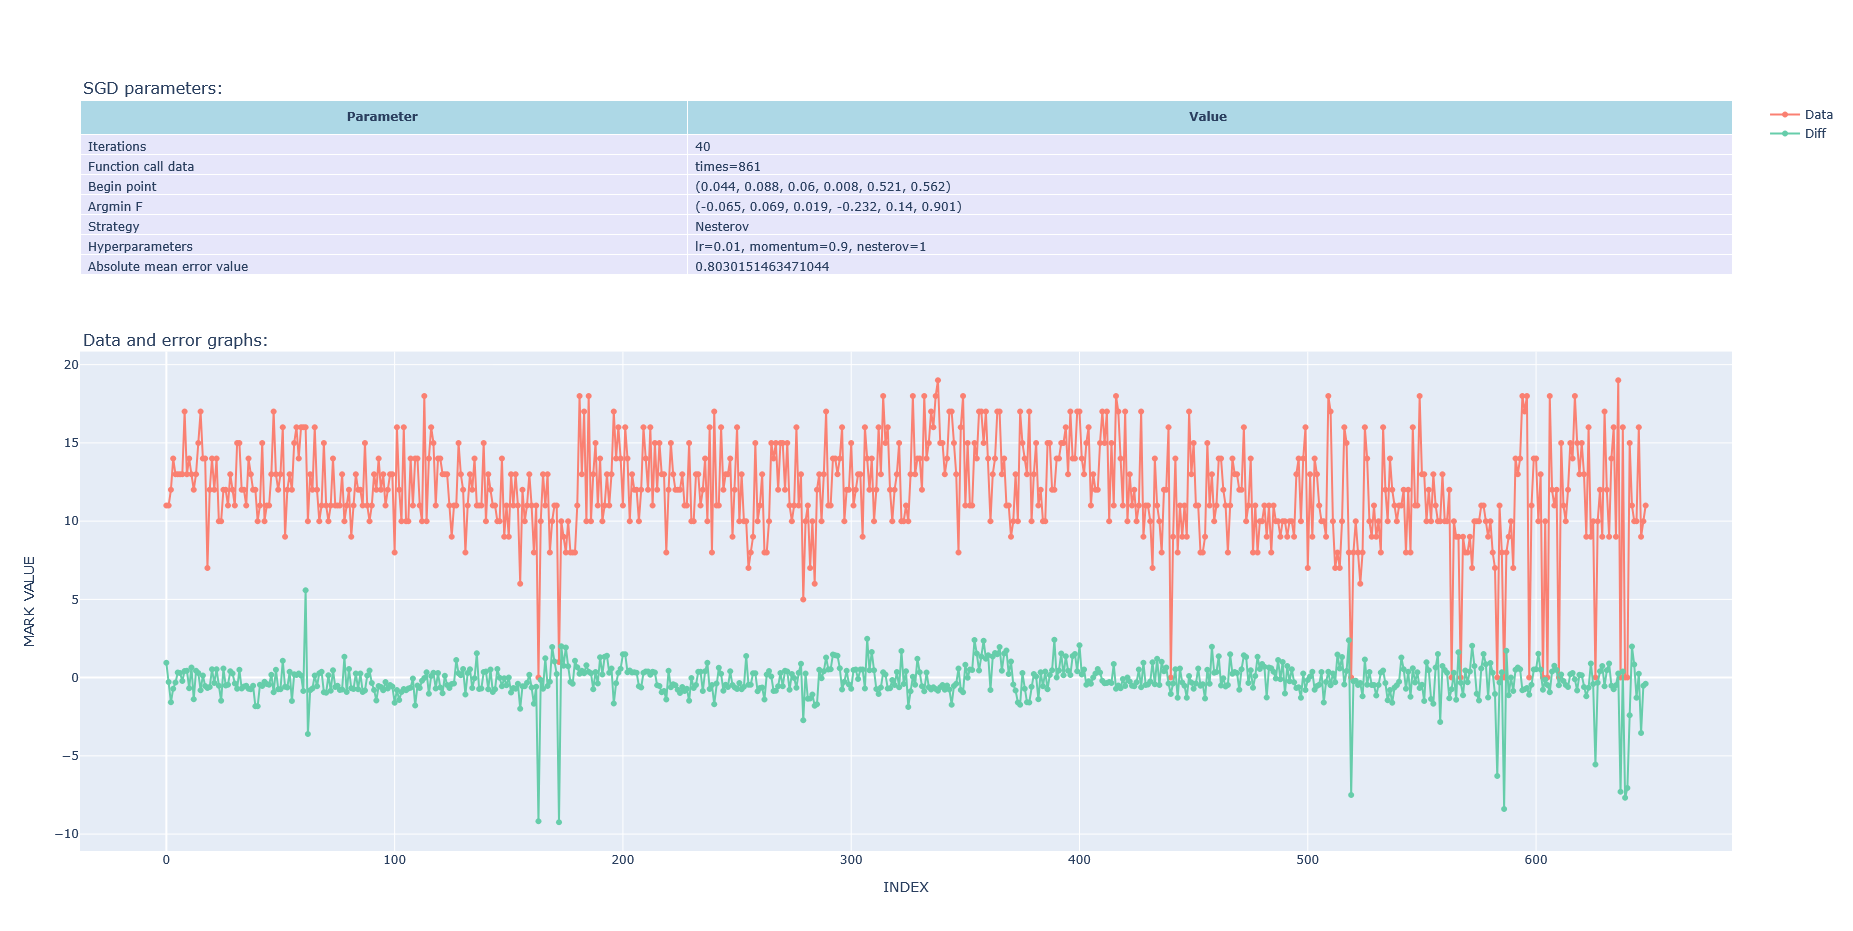 SGD parameters:
Parameter Value
Iterations 40
Function call data times=861
Begin point (0.044, 0.088, 0.06, 0.008, 0.521, 0.562)
Argmin F (-0.065, 0.069, 0.019, -0.232, 0.14, 0.901)
Strategy Nesterov
Hyperparameters lr=0.01, momentum=0.9, nesterov=1
Absolute mean error value 0.8030151463471044
Data
Diff
Data and error graphs:
20
15
10
5
0
−5
−10
MARK VALUE
0 100 200 300 400 500 600
INDEX